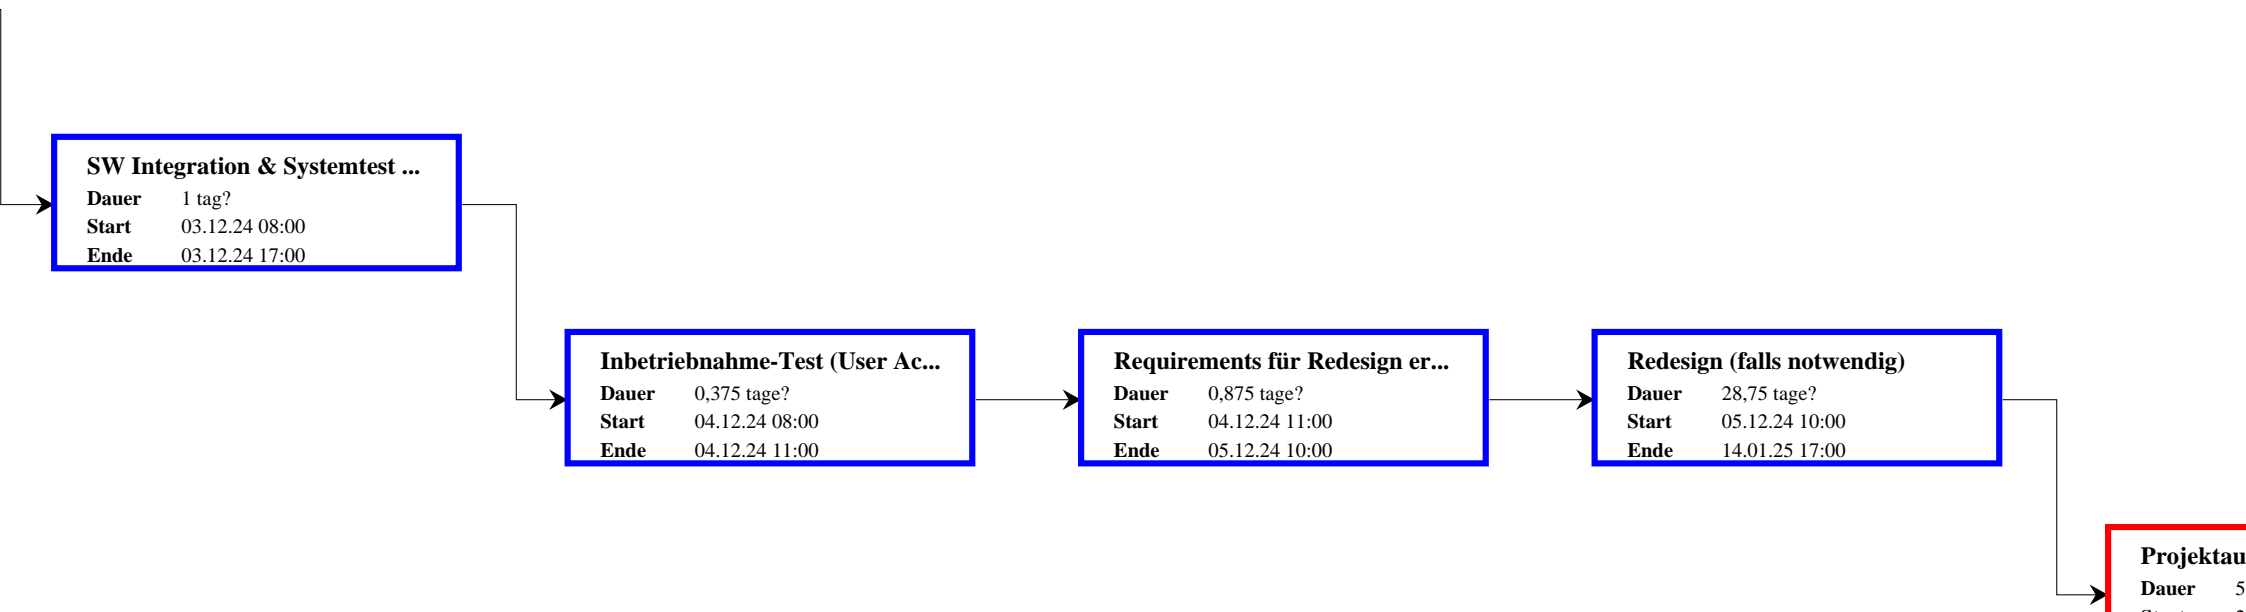 SW Integration & Systemtest ...
Dauer 1 tag?
Start 03.12.24 08:00
Ende 03.12.24 17:00
Inbetriebnahme-Test (User Ac...
Dauer 0,375 tage?
Start 04.12.24 08:00
Ende 04.12.24 11:00
Requirements für Redesign er...
Dauer 0,875 tage?
Start 04.12.24 11:00
Ende 05.12.24 10:00
Redesign (falls notwendig)
Dauer 28,75 tage?
Start 05.12.24 10:00
Ende 14.01.25 17:00
Projektau
Dauer 5